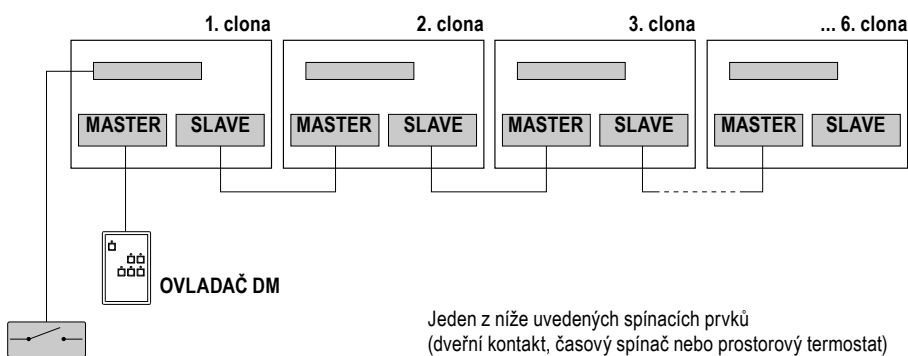 1. clona 2. clona 3. clona ... 6. clona
MASTER SLAVE MASTER SLAVE MASTER SLAVE MASTER SLAVE
OVLADAČ DM
Jeden z níže uvedených spínacích prvků
(dveřní kontakt, časový spínač nebo prostorový termostat)